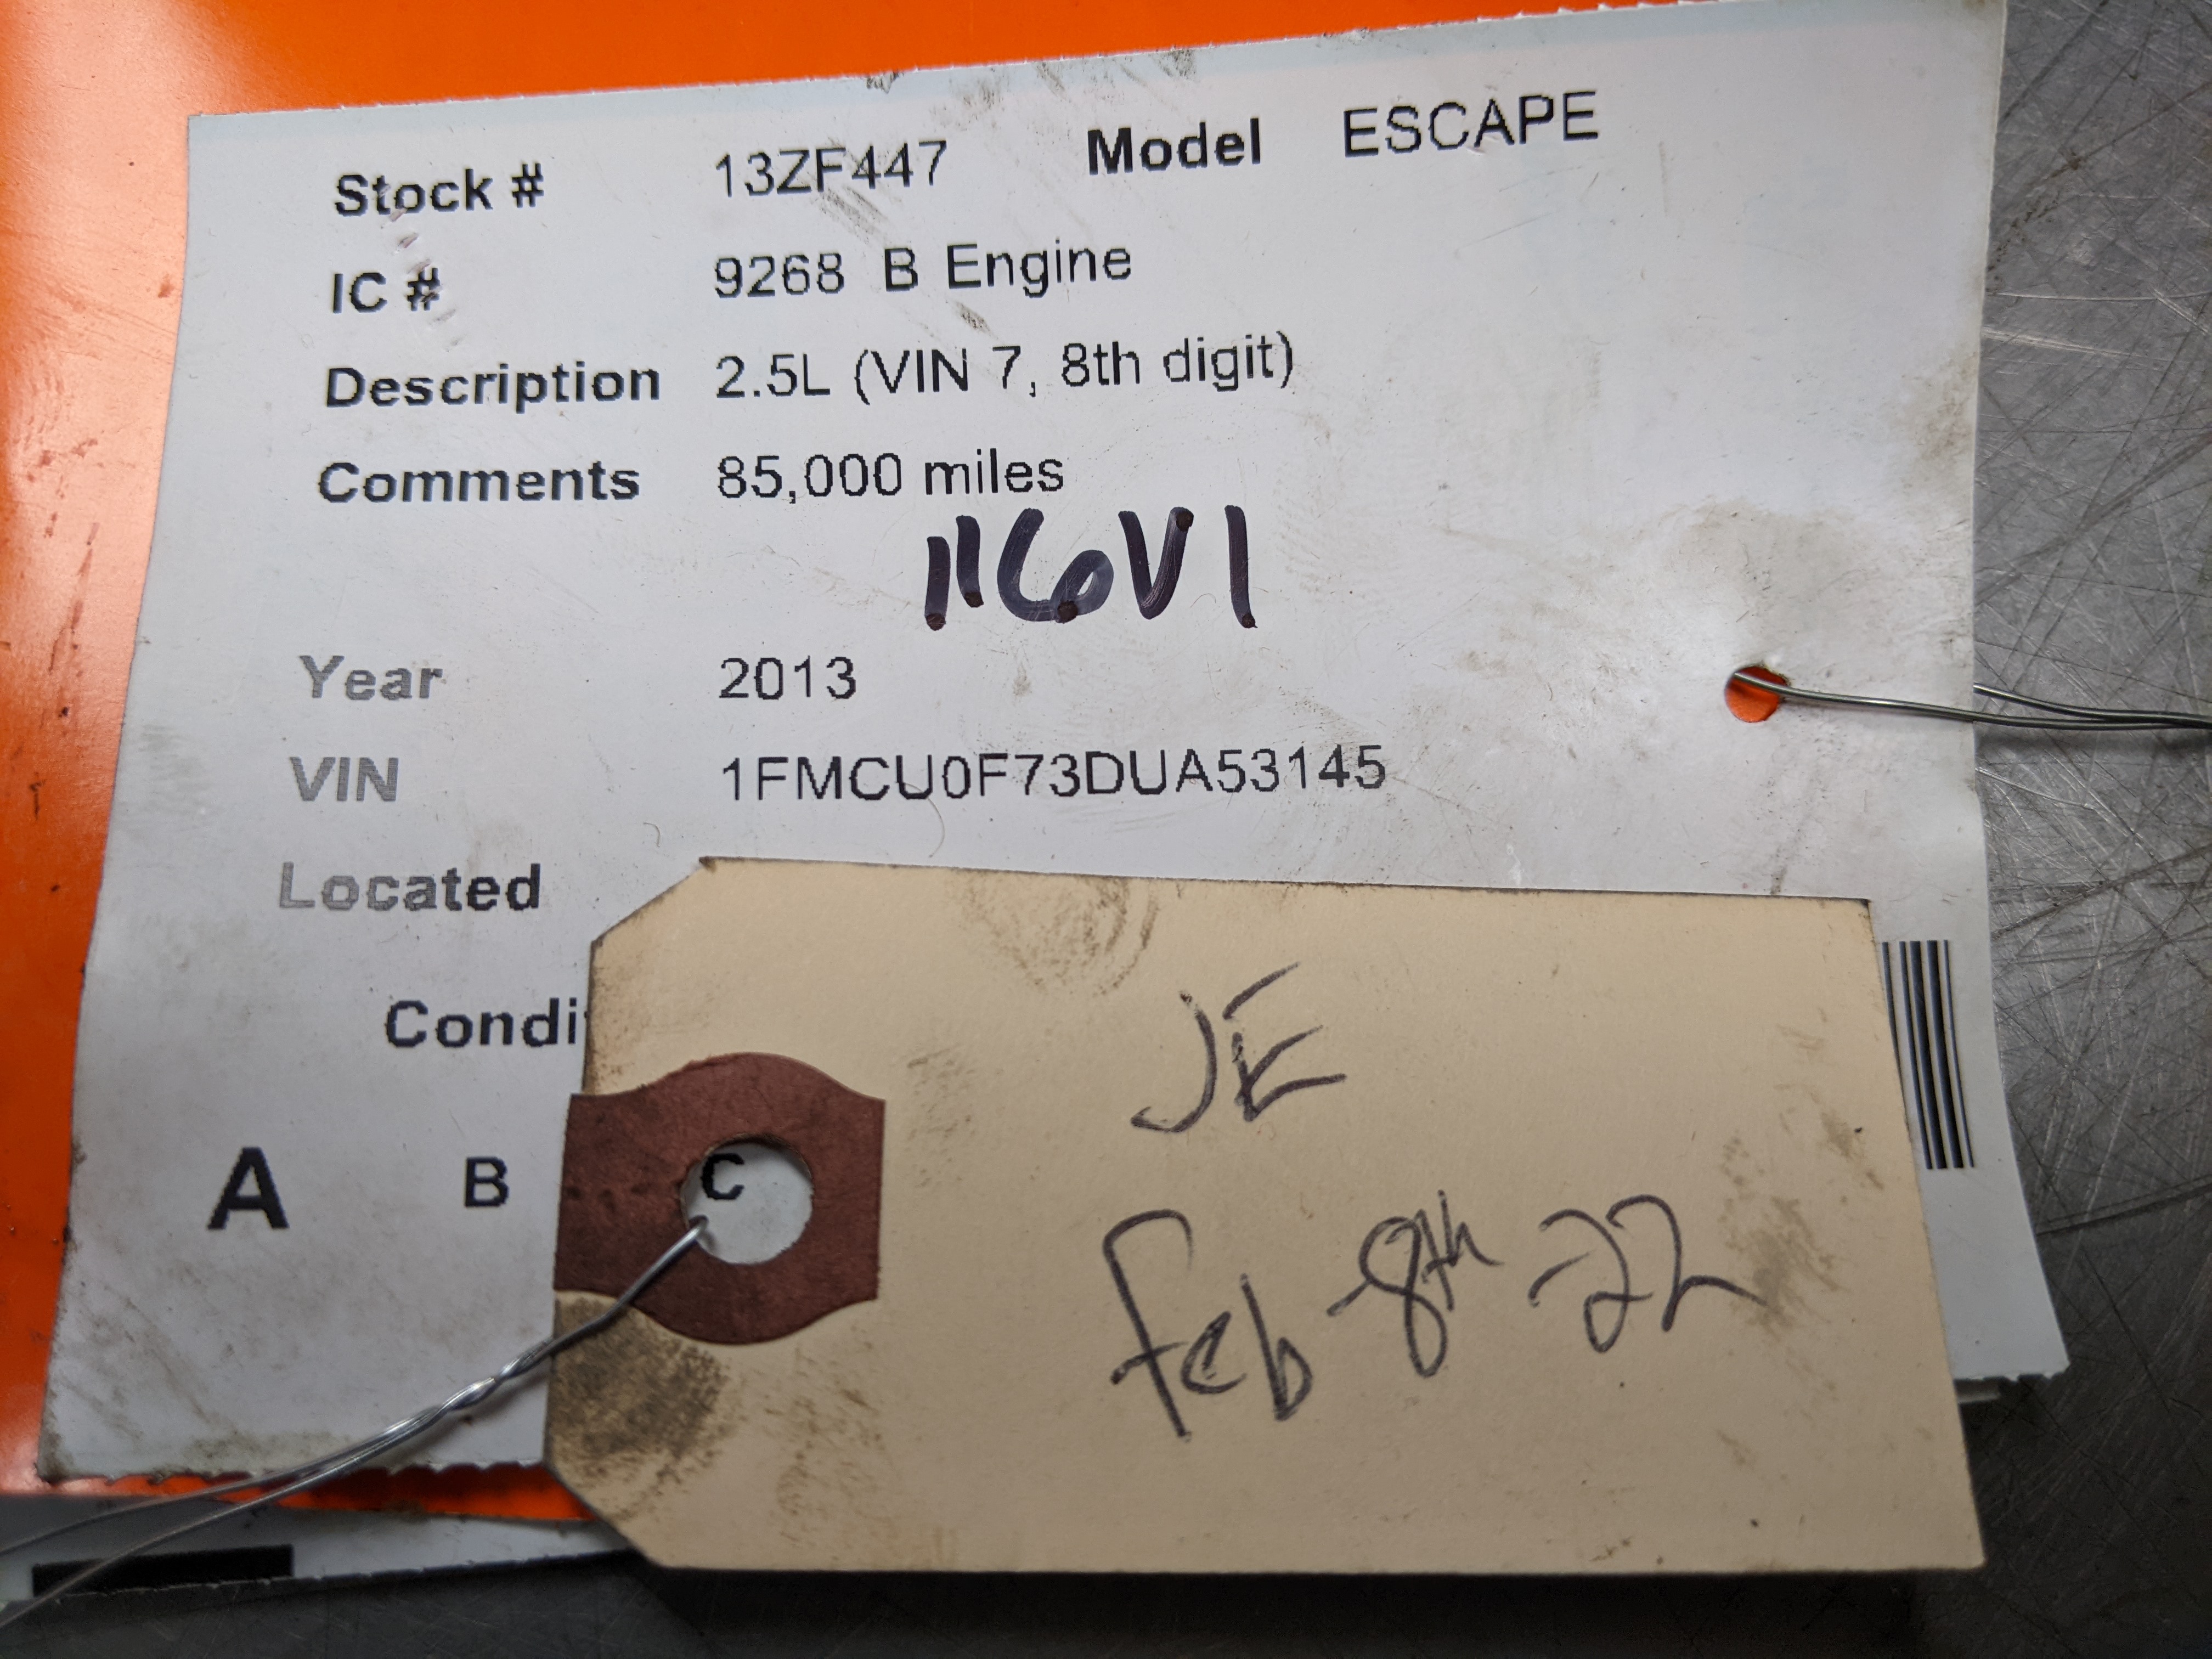 Stock # 13ZF447 Model ESCAPE
IC # 9268 B Engine
Description 2.5L (VIN 7, 8th digit)
Comments 85,000 miles
116V1
Year 2013
VIN 1FMCU0F73DUA53145
Located
Condi
A B C
JE
Feb-8th-22